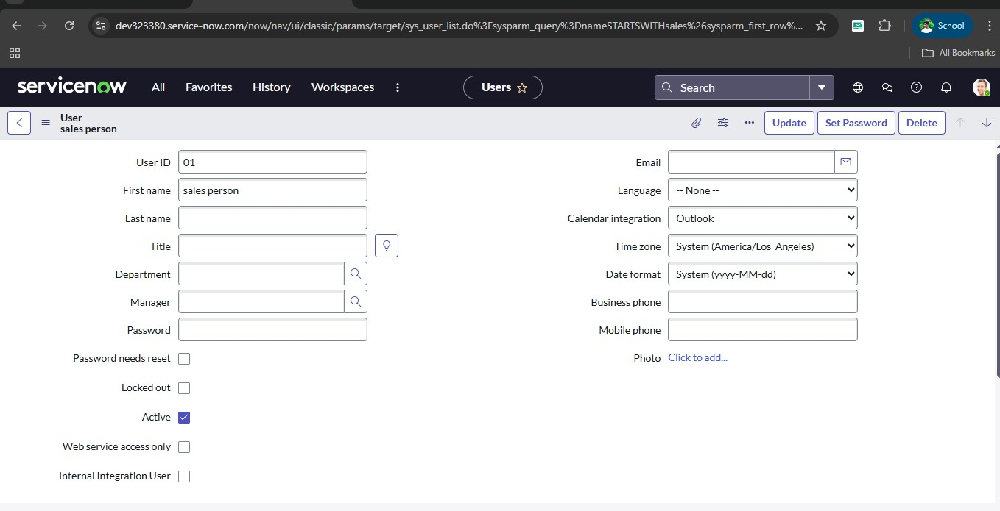 dev323380.service-now.com/now/nav/ui/classic/params/target/sys_user_list.do%3Fsysparm_query%3DnameSTARTSWITHsales%26sysparm_first_row%...
School
All Bookmarks
servicenow
All
Favorites
History
Workspaces
Users
Search
User
sales person
Update
Set Password
Delete
User ID 01
First name sales person
Last name
Title
Department
Manager
Password
Password needs reset
Locked out
Active
Web service access only
Internal Integration User
Email
Language -- None --
Calendar integration Outlook
Time zone System (America/Los_Angeles)
Date format System (yyyy-MM-dd)
Business phone
Mobile phone
Photo Click to add...